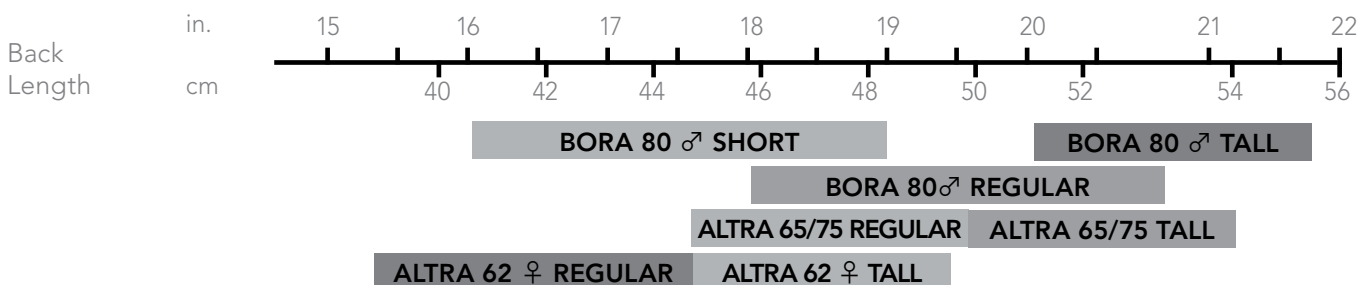 in. 15 16 17 18 19 20 21 22
Back
Length cm 40 42 44 46 48 50 52 54 56
BORA 80 ♂ SHORT BORA 80 ♂ TALL
BORA 80♂ REGULAR
ALTRA 65/75 REGULAR ALTRA 65/75 TALL
ALTRA 62 ♀ REGULAR ALTRA 62 ♀ TALL